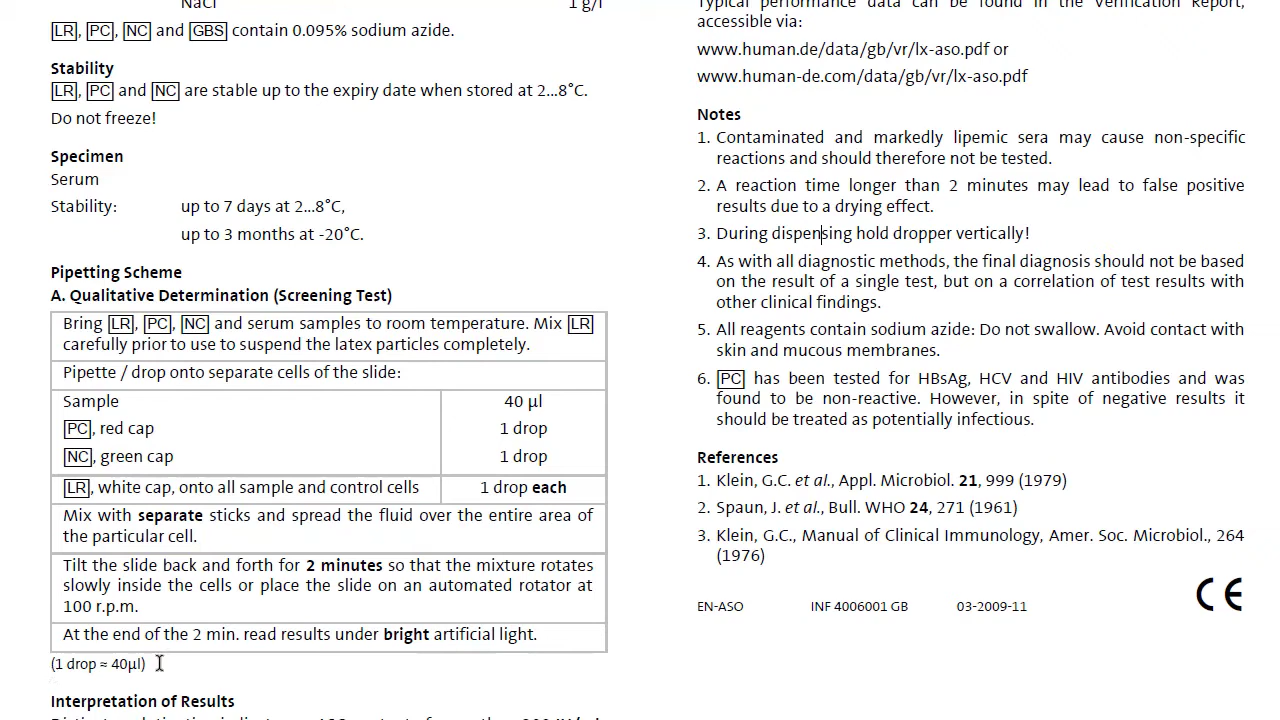 NaCl 1 g/l
LR, PC, NC and GBS contain 0.095% sodium azide.
Stability
LR, PC and NC are stable up to the expiry date when stored at 2...8°C.
Do not freeze!
Specimen
Serum
Stability: up to 7 days at 2...8°C,
up to 3 months at -20°C.
Pipetting Scheme
A. Qualitative Determination (Screening Test)
Bring LR, PC, NC and serum samples to room temperature. Mix LR
carefully prior to use to suspend the latex particles completely.
Pipette / drop onto separate cells of the slide:
Sample 40 µl
PC, red cap 1 drop
NC, green cap 1 drop
LR, white cap, onto all sample and control cells 1 drop each
Mix with separate sticks and spread the fluid over the entire area of
the particular cell.
Tilt the slide back and forth for 2 minutes so that the mixture rotates
slowly inside the cells or place the slide on an automated rotator at
100 r.p.m.
At the end of the 2 min. read results under bright artificial light.
(1 drop ≈ 40µl)
Interpretation of Results
Typical performance data can be found in the Verification Report,
accessible via:
www.human.de/data/gb/vr/lx-aso.pdf or
www.human-de.com/data/gb/vr/lx-aso.pdf
Notes
1. Contaminated and markedly lipemic sera may cause non-specific
reactions and should therefore not be tested.
2. A reaction time longer than 2 minutes may lead to false positive
results due to a drying effect.
3. During dispensing hold dropper vertically!
4. As with all diagnostic methods, the final diagnosis should not be based
on the result of a single test, but on a correlation of test results with
other clinical findings.
5. All reagents contain sodium azide: Do not swallow. Avoid contact with
skin and mucous membranes.
6. PC has been tested for HBsAg, HCV and HIV antibodies and was
found to be non-reactive. However, in spite of negative results it
should be treated as potentially infectious.
References
1. Klein, G.C. et al., Appl. Microbiol. 21, 999 (1979)
2. Spaun, J. et al., Bull. WHO 24, 271 (1961)
3. Klein, G.C., Manual of Clinical Immunology, Amer. Soc. Microbiol., 264
(1976)
EN-ASO INF 4006001 GB 03-2009-11 CE